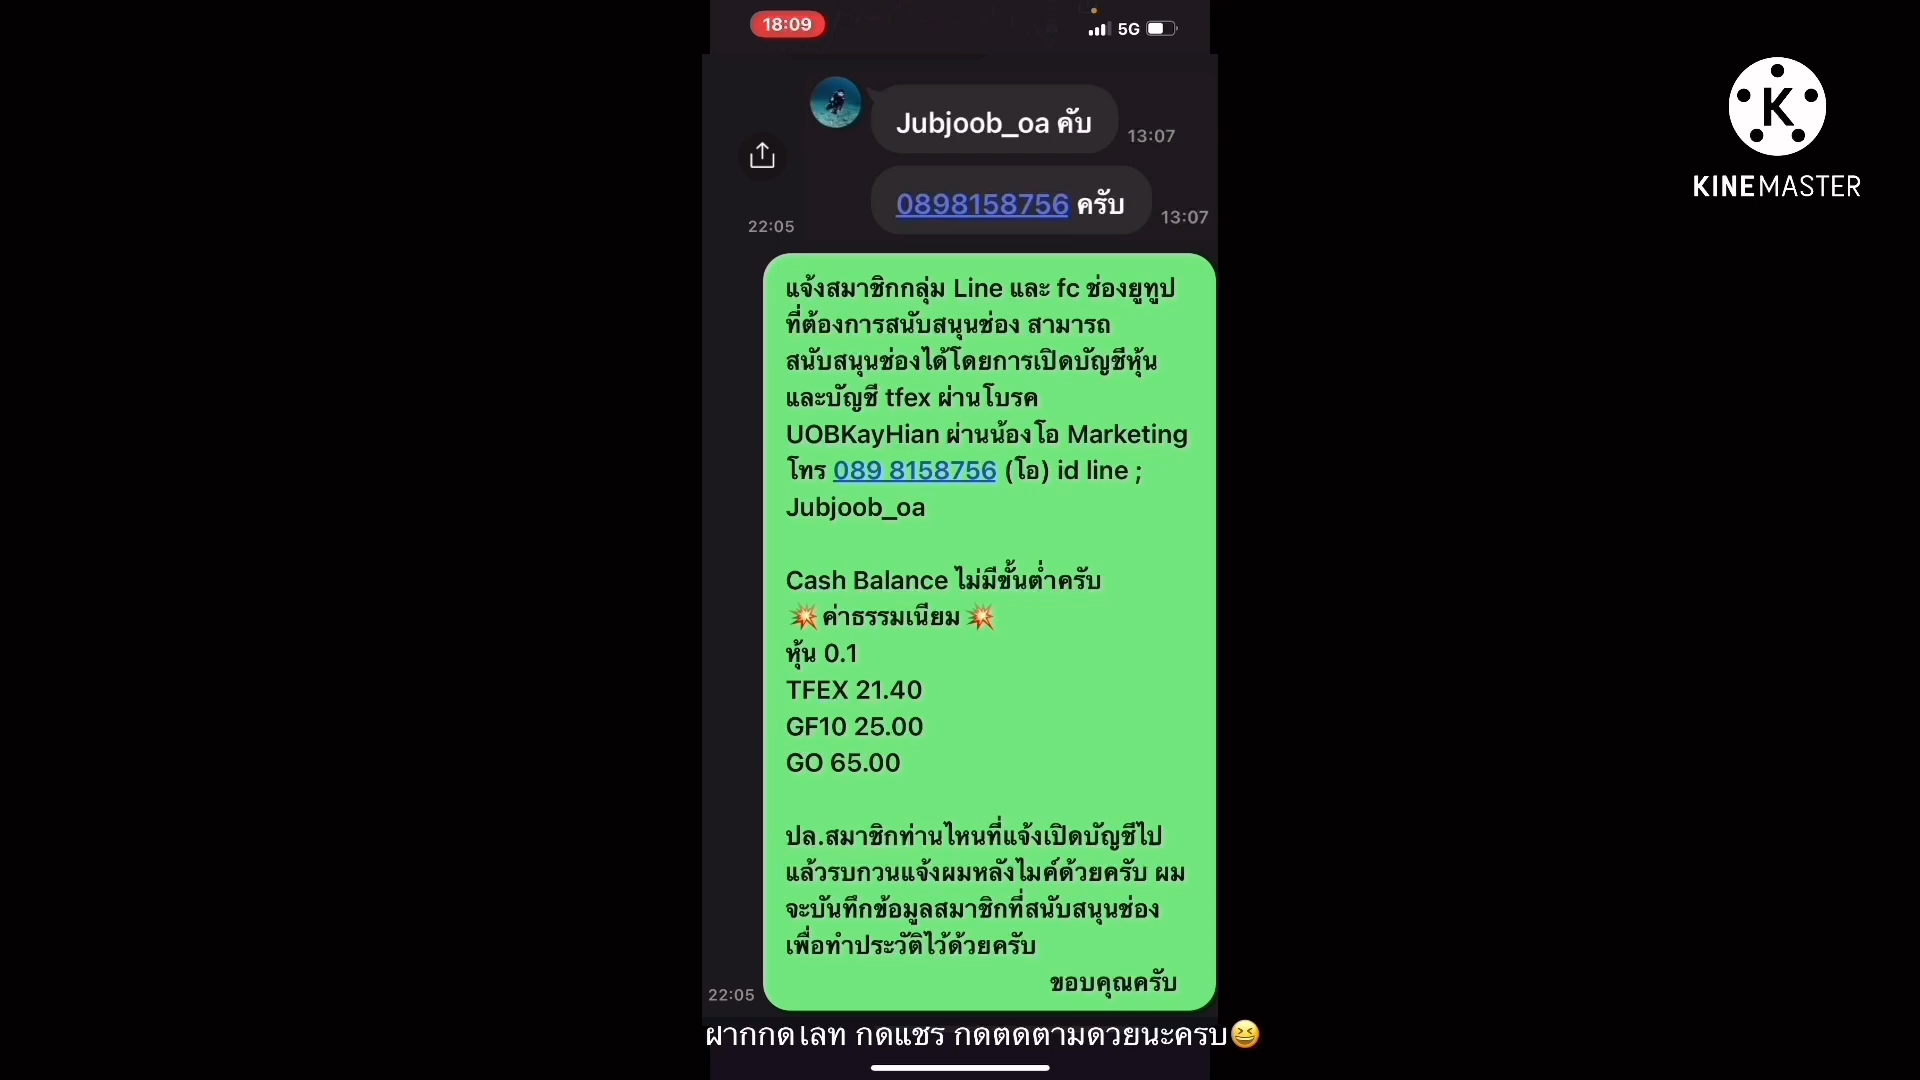 18:09
5G
Jubjoob_oa คับ
13:07
0898158756 ครับ
13:07
22:05
KINEMASTER
แจ้งสมาชิกกลุ่ม Line และ fc ช่องยูทูป
ที่ต้องการสนับสนุนช่อง สามารถ
สนับสนุนช่องได้โดยการเปิดบัญชีหุ้น
และบัญชี tfex ผ่านโบรค
UOBKayHian ผ่านน้องโอ Marketing
โทร 089 8158756 (โอ) id line ;
Jubjoob_oa
Cash Balance ไม่มีขั้นต่ำครับ
💥ค่าธรรมเนียม💥
หุ้น 0.1
TFEX 21.40
GF10 25.00
GO 65.00
ปล.สมาชิกท่านไหนที่แจ้งเปิดบัญชีไป
แล้วรบกวนแจ้งผมหลังไมค์ด้วยครับ ผม
จะบันทึกข้อมูลสมาชิกที่สนับสนุนช่อง
เพื่อทำประวัติไว้ด้วยครับ
ขอบคุณครับ
22:05
ฝากกดไลท กดแชร กดตดตามดวยนะครบ😆